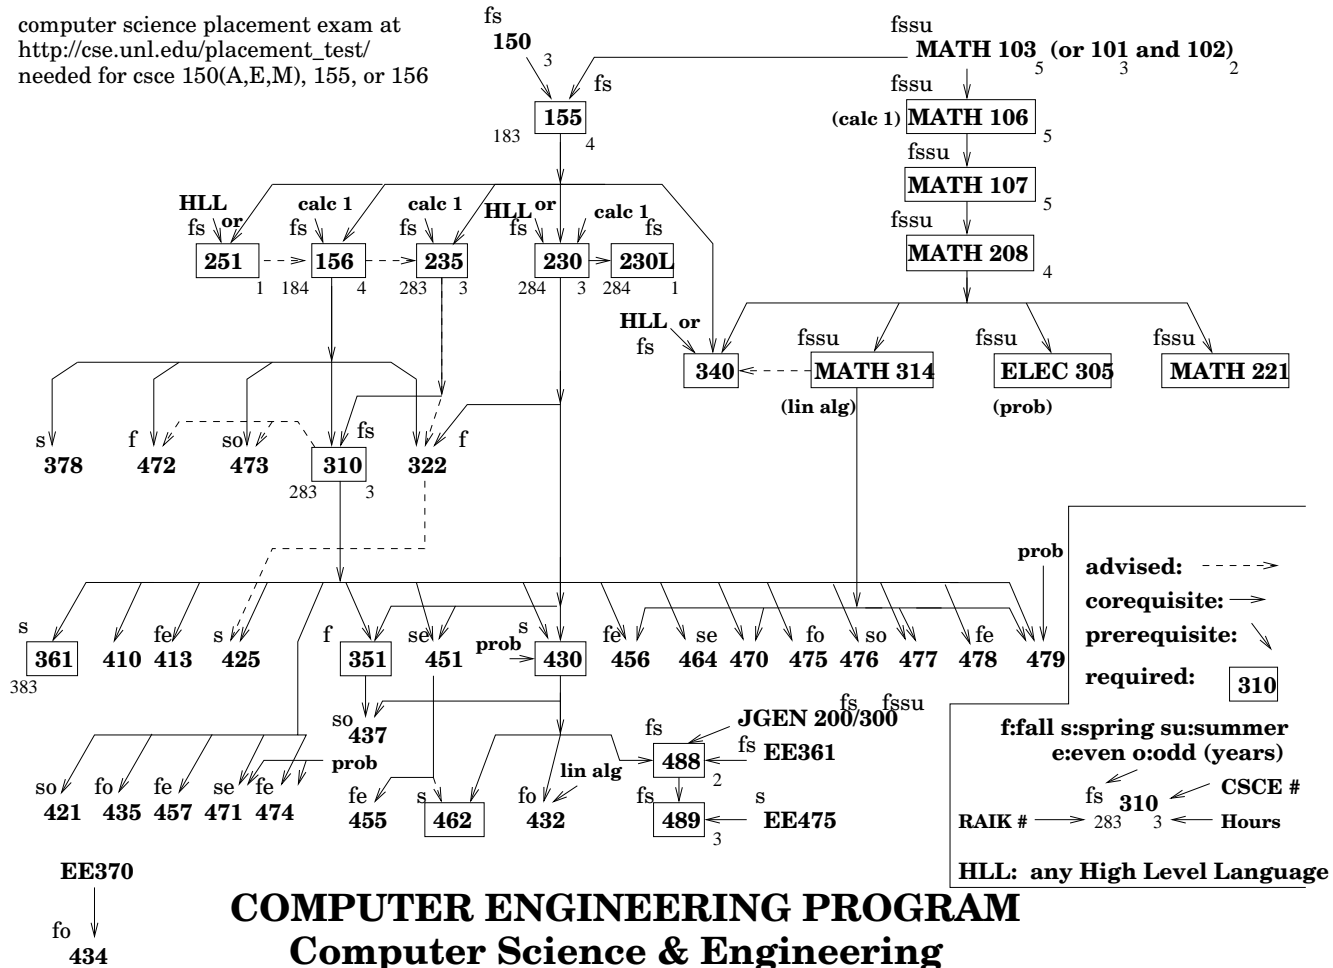 computer science placement exam at
http://cse.unl.edu/placement_test/
needed for csce 150(A,E,M), 155, or 156
fs
150
3
fssu
MATH 103 (or 101 and 102)
5 3 2
fs
155
183 4
fssu
(calc 1) MATH 106
5
fssu
MATH 107
5
fssu
MATH 208
4
HLL or
fs
251
1
calc 1
fs
156
184 4
calc 1
fs
235
283 3
HLL or
fs
calc 1
230
284 3
fs
230L
284 1
HLL or
fs
340
fssu
MATH 314
(lin alg)
fssu
ELEC 305
(prob)
fssu
MATH 221
s
378
f
472
so
473
fs
310
283 3
f
322
prob
s
361
383
410
fe
413
s
425
f
351
se
451
prob
s
430
fe
456
se
464
470
fo
475
476
so
477
fe
478
479
so
437
fs fssu
JGEN 200/300
fs
488
2
fs
EE361
prob
so
421
fo
435
fe
457
se
471
fe
474
fe
455
s
462
lin alg
fo
432
fs
489
3
s
EE475
EE370
fo
434
advised:
corequisite:
prerequisite:
required: 310
f:fall s:spring su:summer
e:even o:odd (years)
fs
310
CSCE #
RAIK # 283 3 Hours
HLL: any High Level Language
COMPUTER ENGINEERING PROGRAM
Computer Science & Engineering